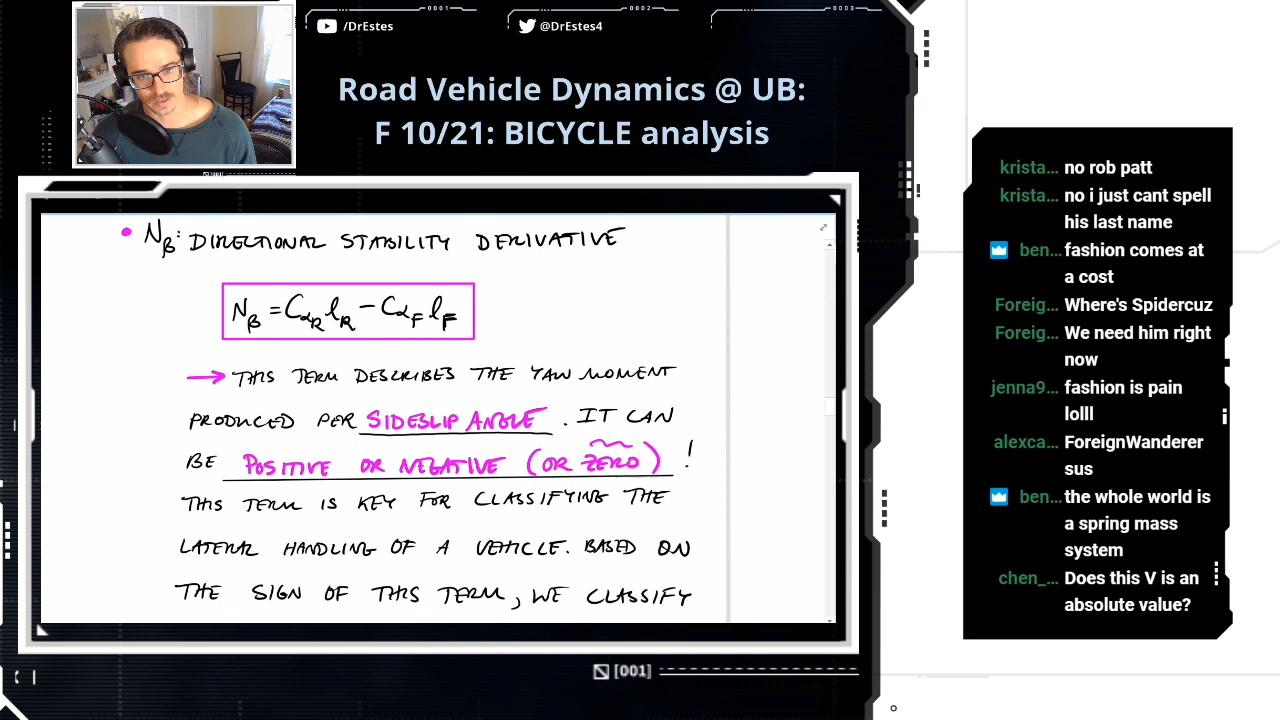 0001
0002
0003
/DrEstes
@DrEstes4
Road Vehicle Dynamics @ UB:
F 10/21: BICYCLE analysis
[001]
• Nβ: DIRECTIONAL STABILITY DERIVATIVE
Nβ = CαR lR − CαF lF
→ THIS TERM DESCRIBES THE YAW MOMENT
PRODUCED PER SIDESLIP ANGLE. IT CAN
BE POSITIVE OR NEGATIVE (OR ZERO)!
THIS TERM IS KEY FOR CLASSIFYING THE
LATERAL HANDLING OF A VEHICLE. BASED ON
THE SIGN OF THIS TERM, WE CLASSIFY
[001]
krista… no rob patt
krista… no i just cant spell
his last name
ben… fashion comes at
a cost
Foreig… Where's Spidercuz
Foreig… We need him right
now
jenna9… fashion is pain
lolll
alexca… ForeignWanderer
sus
ben… the whole world is
a spring mass
system
chen_… Does this V is an
absolute value?